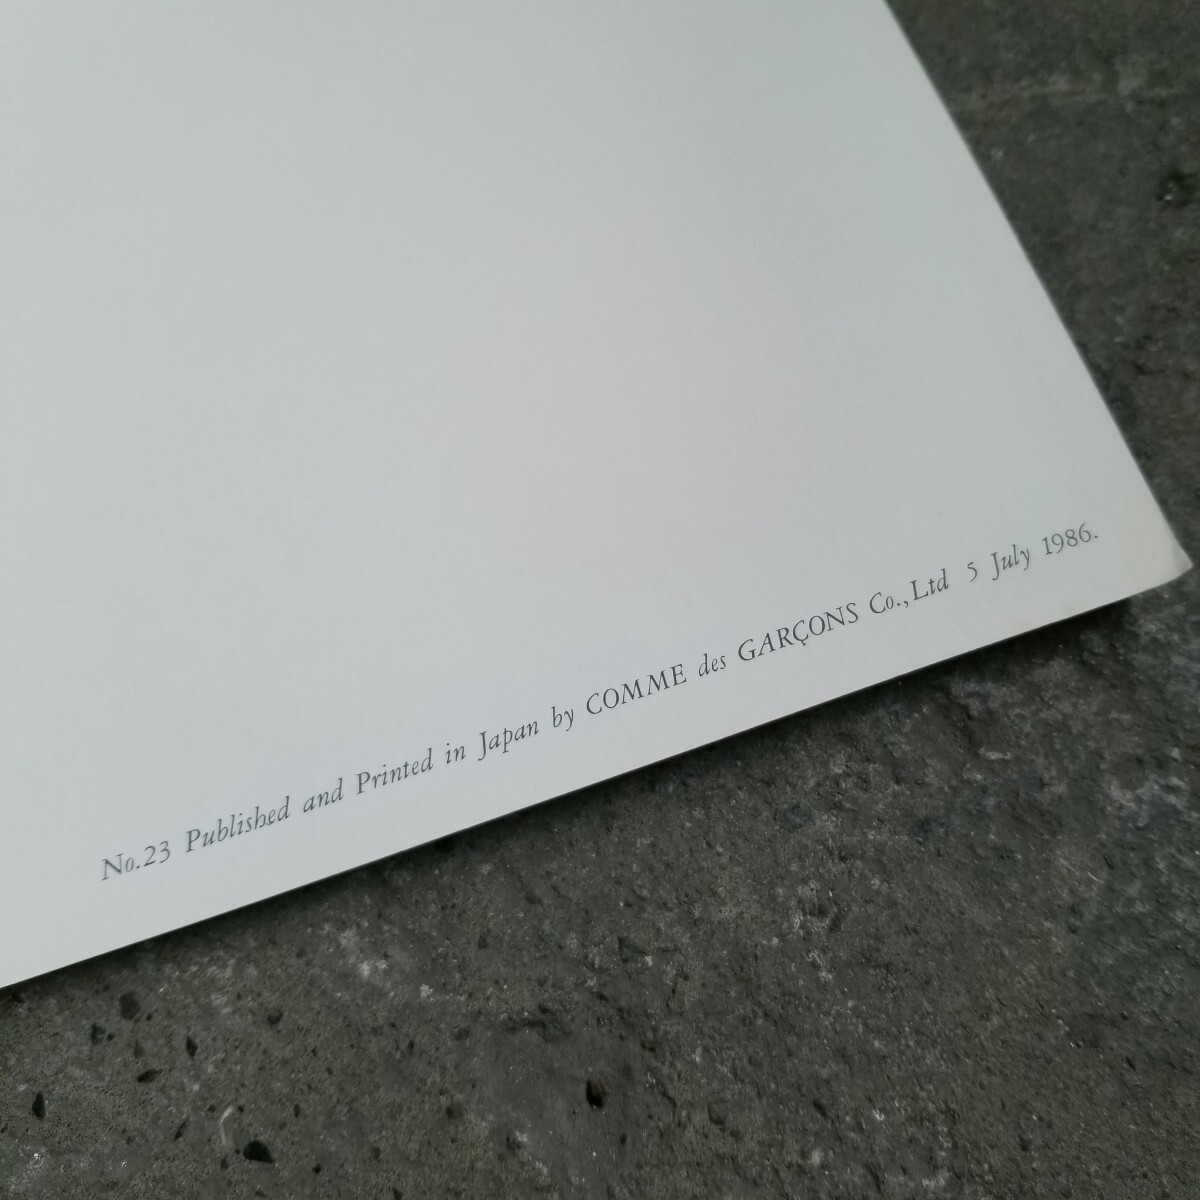 No.23 Published and Printed in Japan by COMME des GARÇONS Co.,Ltd 5 July 1986.